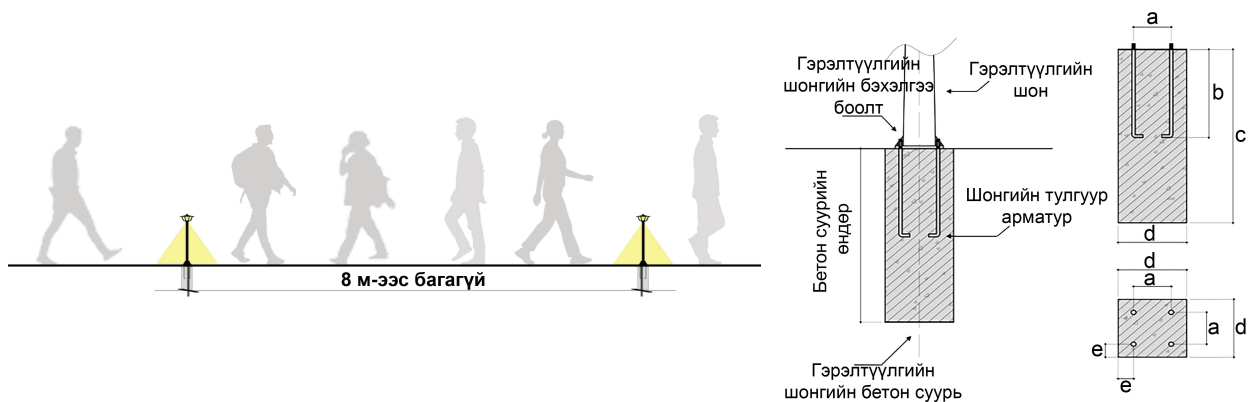 8 м-ээс багагүй
Гэрэлтүүлгийн
шонгийн бэхэлгээ
боолт
Гэрэлтүүлгийн
шон
Бетон суурийн
өндөр
Шонгийн тулгуур
арматур
Гэрэлтүүлгийн
шонгийн бетон суурь
a
b
c
d
d
a
a
d
e
e